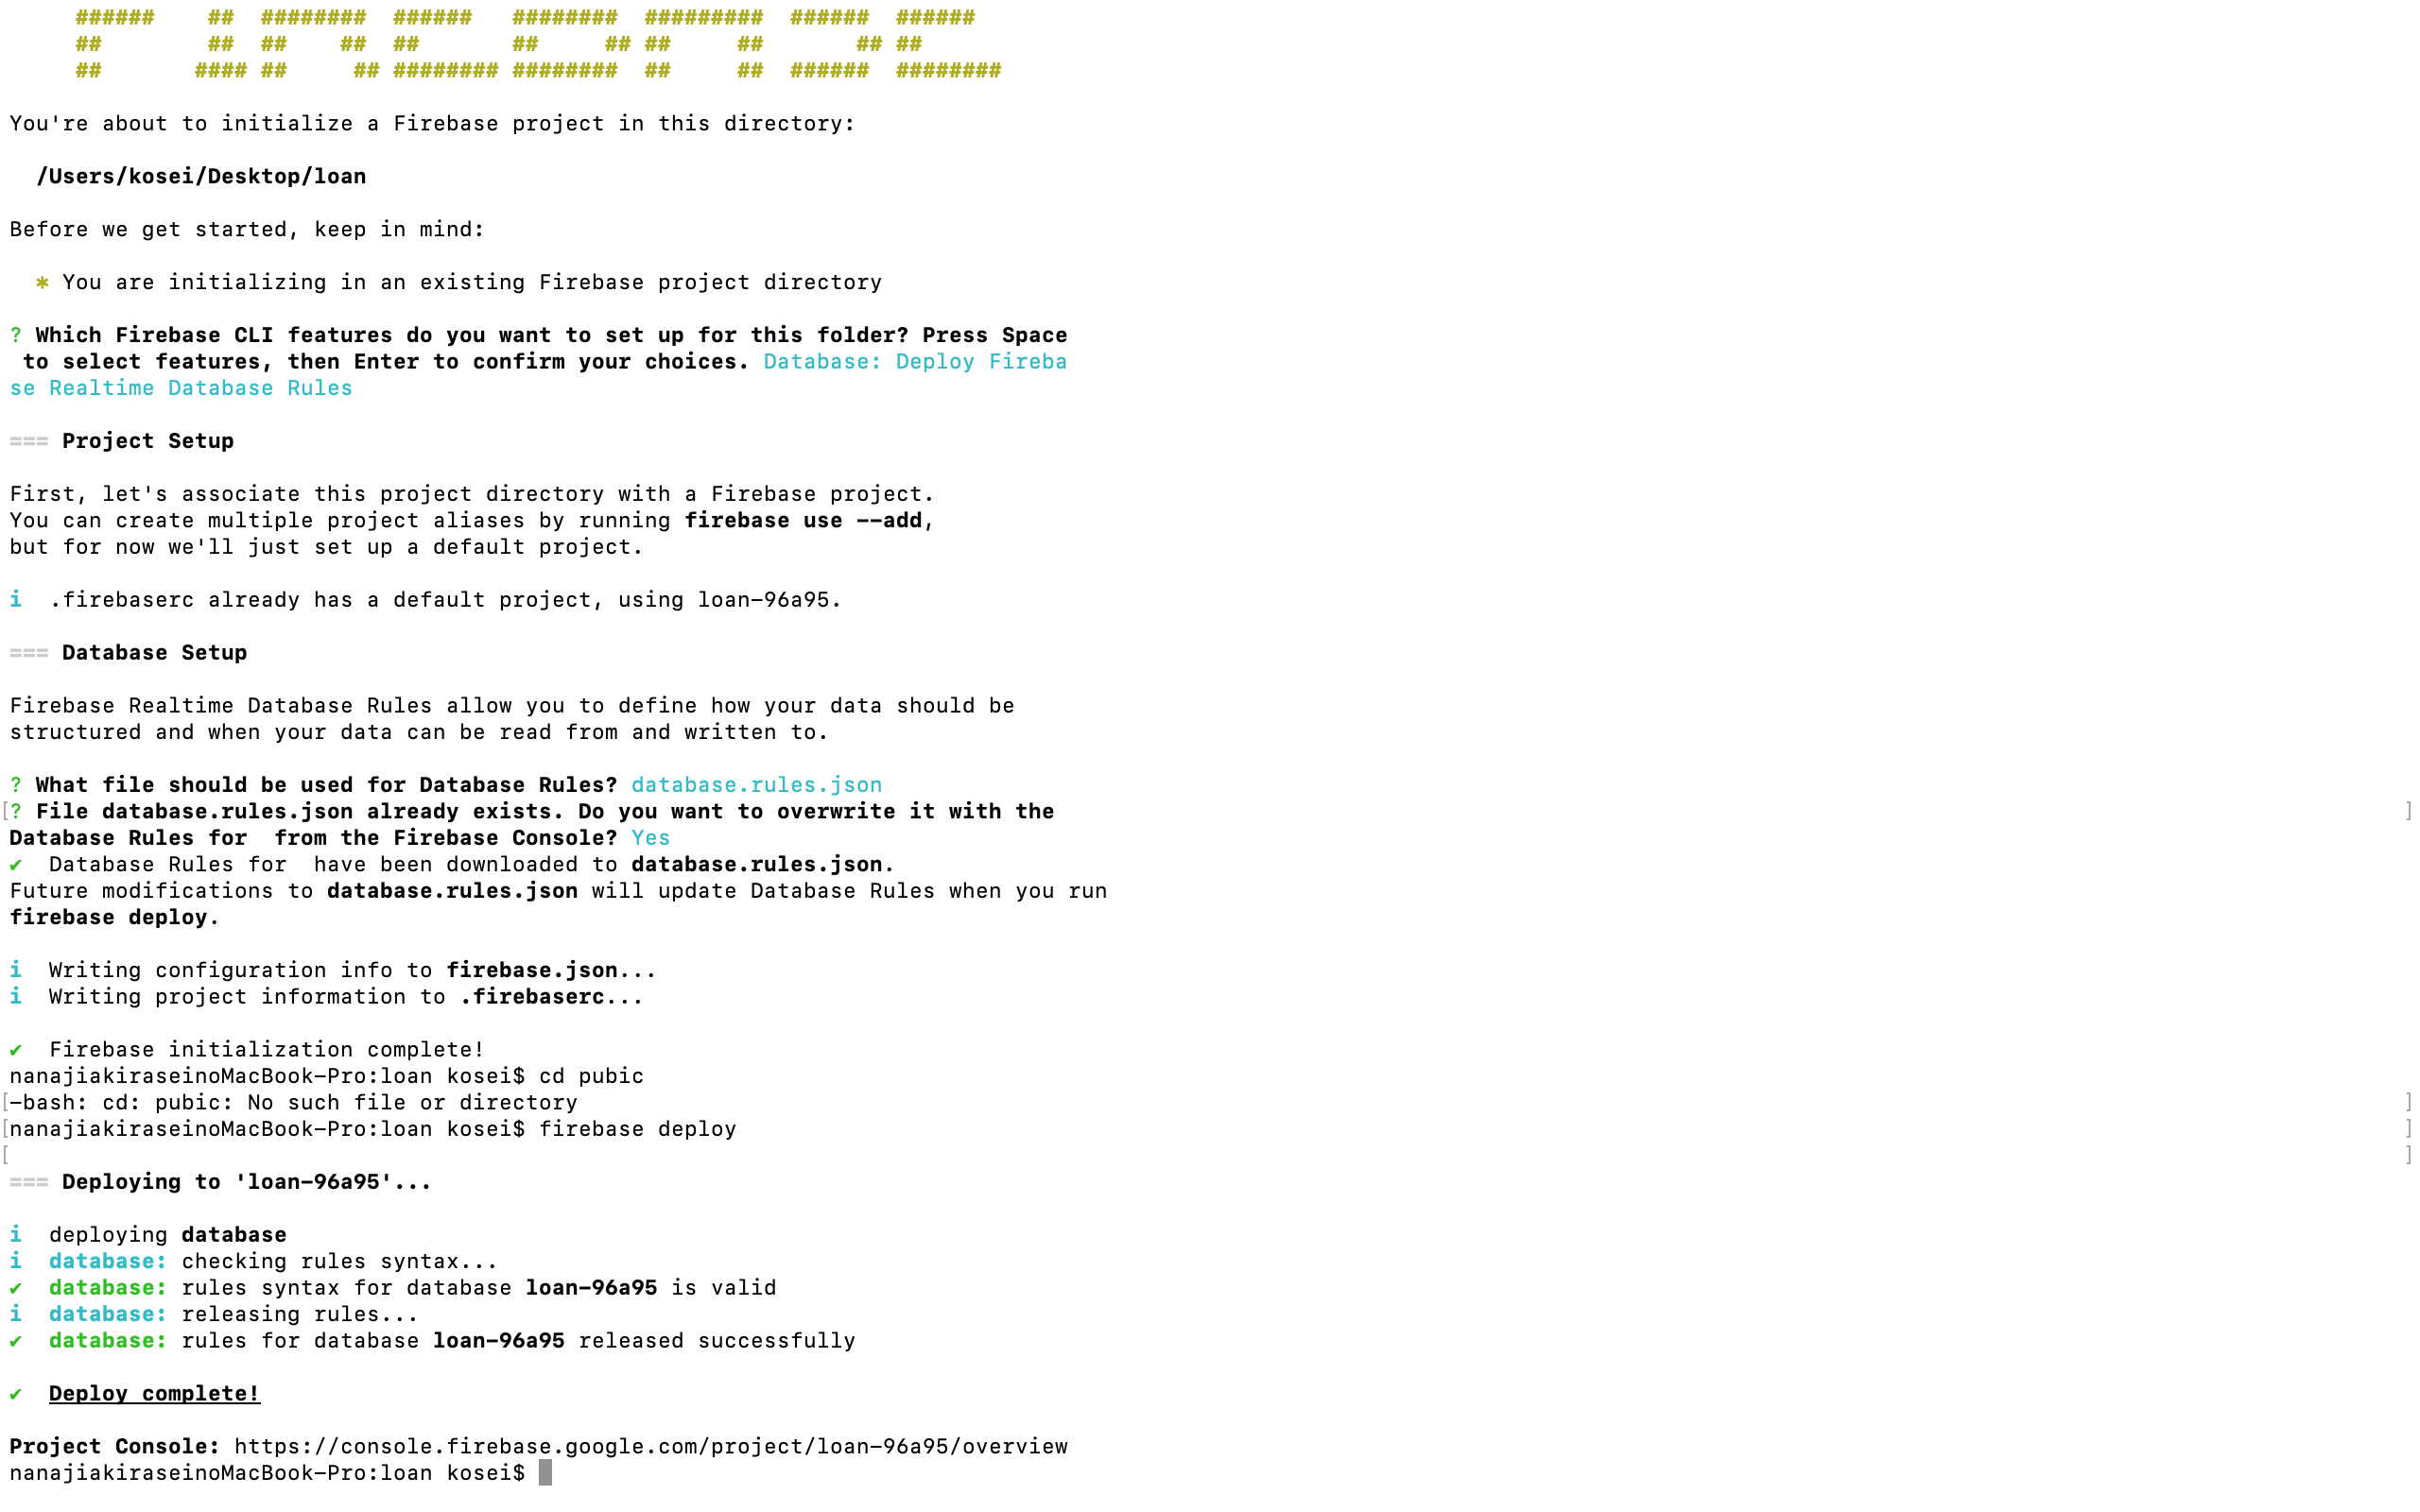 ######    ##  ########  ######   ########  #########  ######  ######
##        ##  ##    ##  ##       ##     ## ##     ##       ## ##
##       #### ##     ## ######## ########  ##     ##  ######  ########
You're about to initialize a Firebase project in this directory:
/Users/kosei/Desktop/loan
Before we get started, keep in mind:
* You are initializing in an existing Firebase project directory
? Which Firebase CLI features do you want to set up for this folder? Press Space
to select features, then Enter to confirm your choices. Database: Deploy Fireba
se Realtime Database Rules
=== Project Setup
First, let's associate this project directory with a Firebase project.
You can create multiple project aliases by running firebase use --add,
but for now we'll just set up a default project.
i  .firebaserc already has a default project, using loan-96a95.
=== Database Setup
Firebase Realtime Database Rules allow you to define how your data should be
structured and when your data can be read from and written to.
? What file should be used for Database Rules? database.rules.json
[? File database.rules.json already exists. Do you want to overwrite it with the ]
Database Rules for  from the Firebase Console? Yes
✔  Database Rules for  have been downloaded to database.rules.json.
Future modifications to database.rules.json will update Database Rules when you run
firebase deploy.
i  Writing configuration info to firebase.json...
i  Writing project information to .firebaserc...
✔  Firebase initialization complete!
nanajiakiraseinoMacBook-Pro:loan kosei$ cd pubic
[-bash: cd: pubic: No such file or directory ]
[nanajiakiraseinoMacBook-Pro:loan kosei$ firebase deploy ]
[ ]
=== Deploying to 'loan-96a95'...
i  deploying database
i  database: checking rules syntax...
✔  database: rules syntax for database loan-96a95 is valid
i  database: releasing rules...
✔  database: rules for database loan-96a95 released successfully
✔  Deploy complete!
Project Console: https://console.firebase.google.com/project/loan-96a95/overview
nanajiakiraseinoMacBook-Pro:loan kosei$